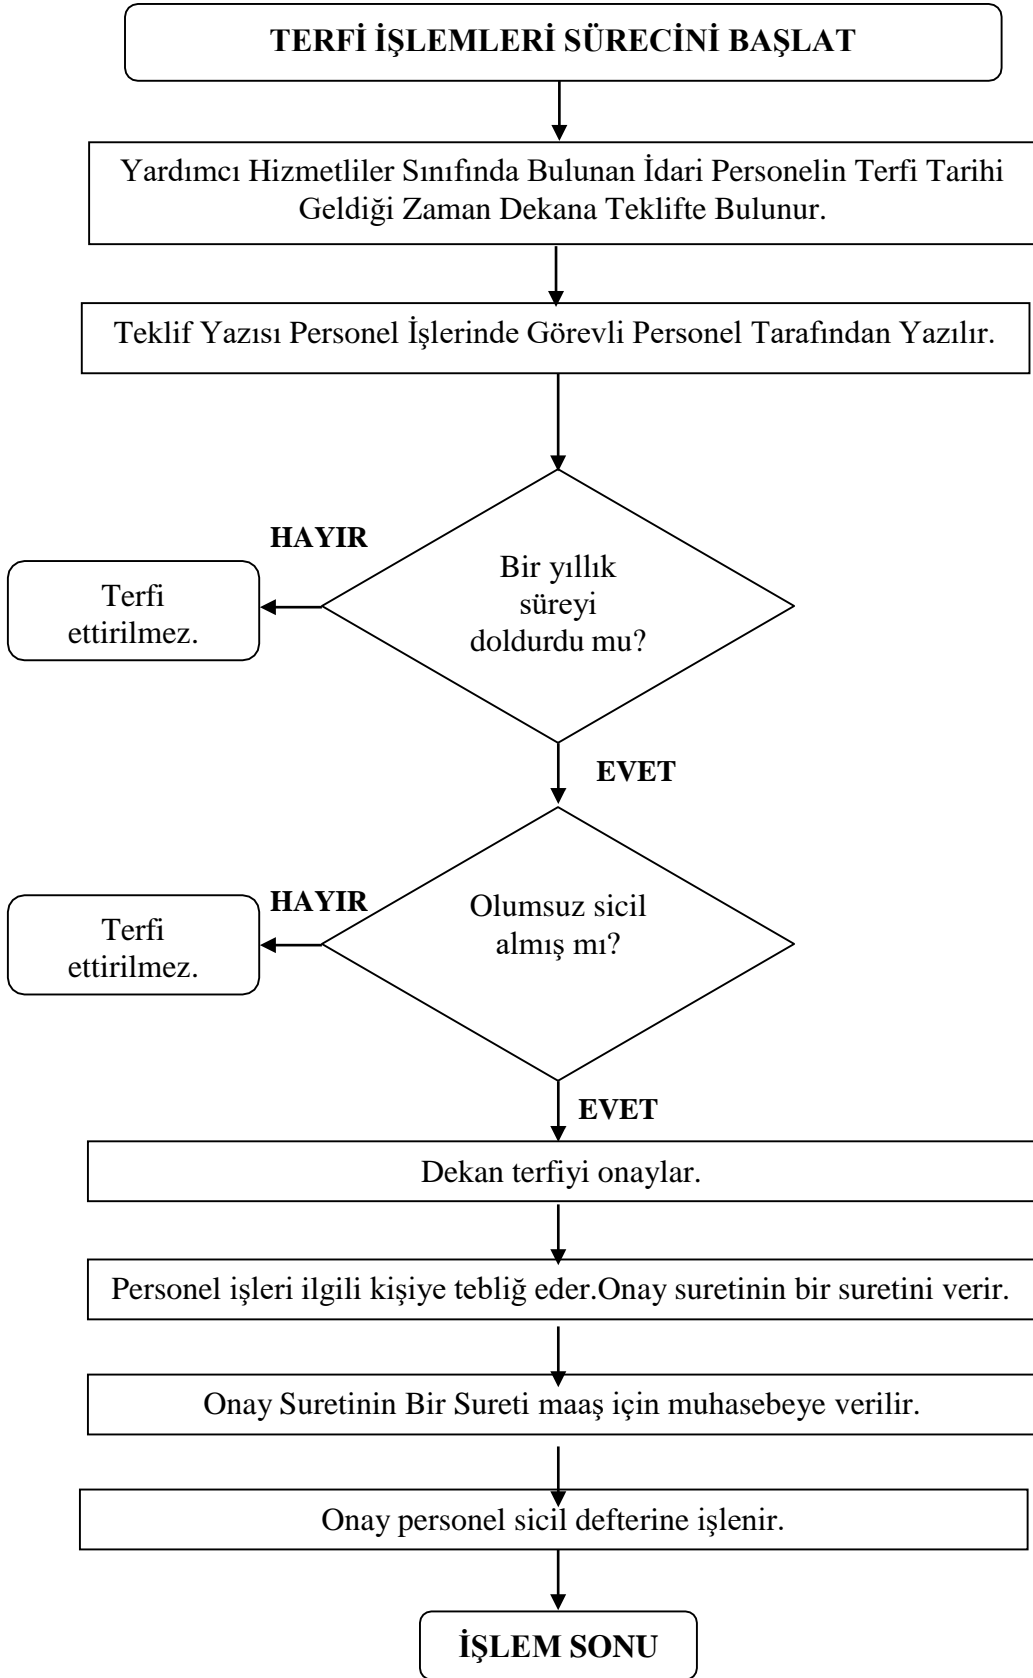 TERFİ İŞLEMLERİ SÜRECİNİ BAŞLAT
Yardımcı Hizmetliler Sınıfında Bulunan İdari Personelin Terfi Tarihi
Geldiği Zaman Dekana Teklifte Bulunur.
Teklif Yazısı Personel İşlerinde Görevli Personel Tarafından Yazılır.
HAYIR
Bir yıllık
süreyi
doldurdu mu?
Terfi
ettirilmez.
EVET
HAYIR
Olumsuz sicil
almış mı?
Terfi
ettirilmez.
EVET
Dekan terfiyi onaylar.
Personel işleri ilgili kişiye tebliğ eder.Onay suretinin bir suretini verir.
Onay Suretinin Bir Sureti maaş için muhasebeye verilir.
Onay personel sicil defterine işlenir.
İŞLEM SONU